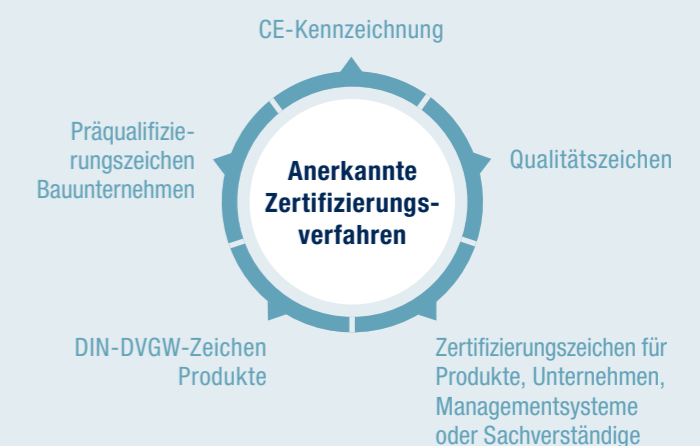 CE-Kennzeichnung
Präqualifizie-
rungszeichen
Bauunternehmen
Anerkannte
Zertifizierungs-
verfahren
Qualitätszeichen
DIN-DVGW-Zeichen
Produkte
Zertifizierungszeichen für
Produkte, Unternehmen,
Managementsysteme
oder Sachverständige